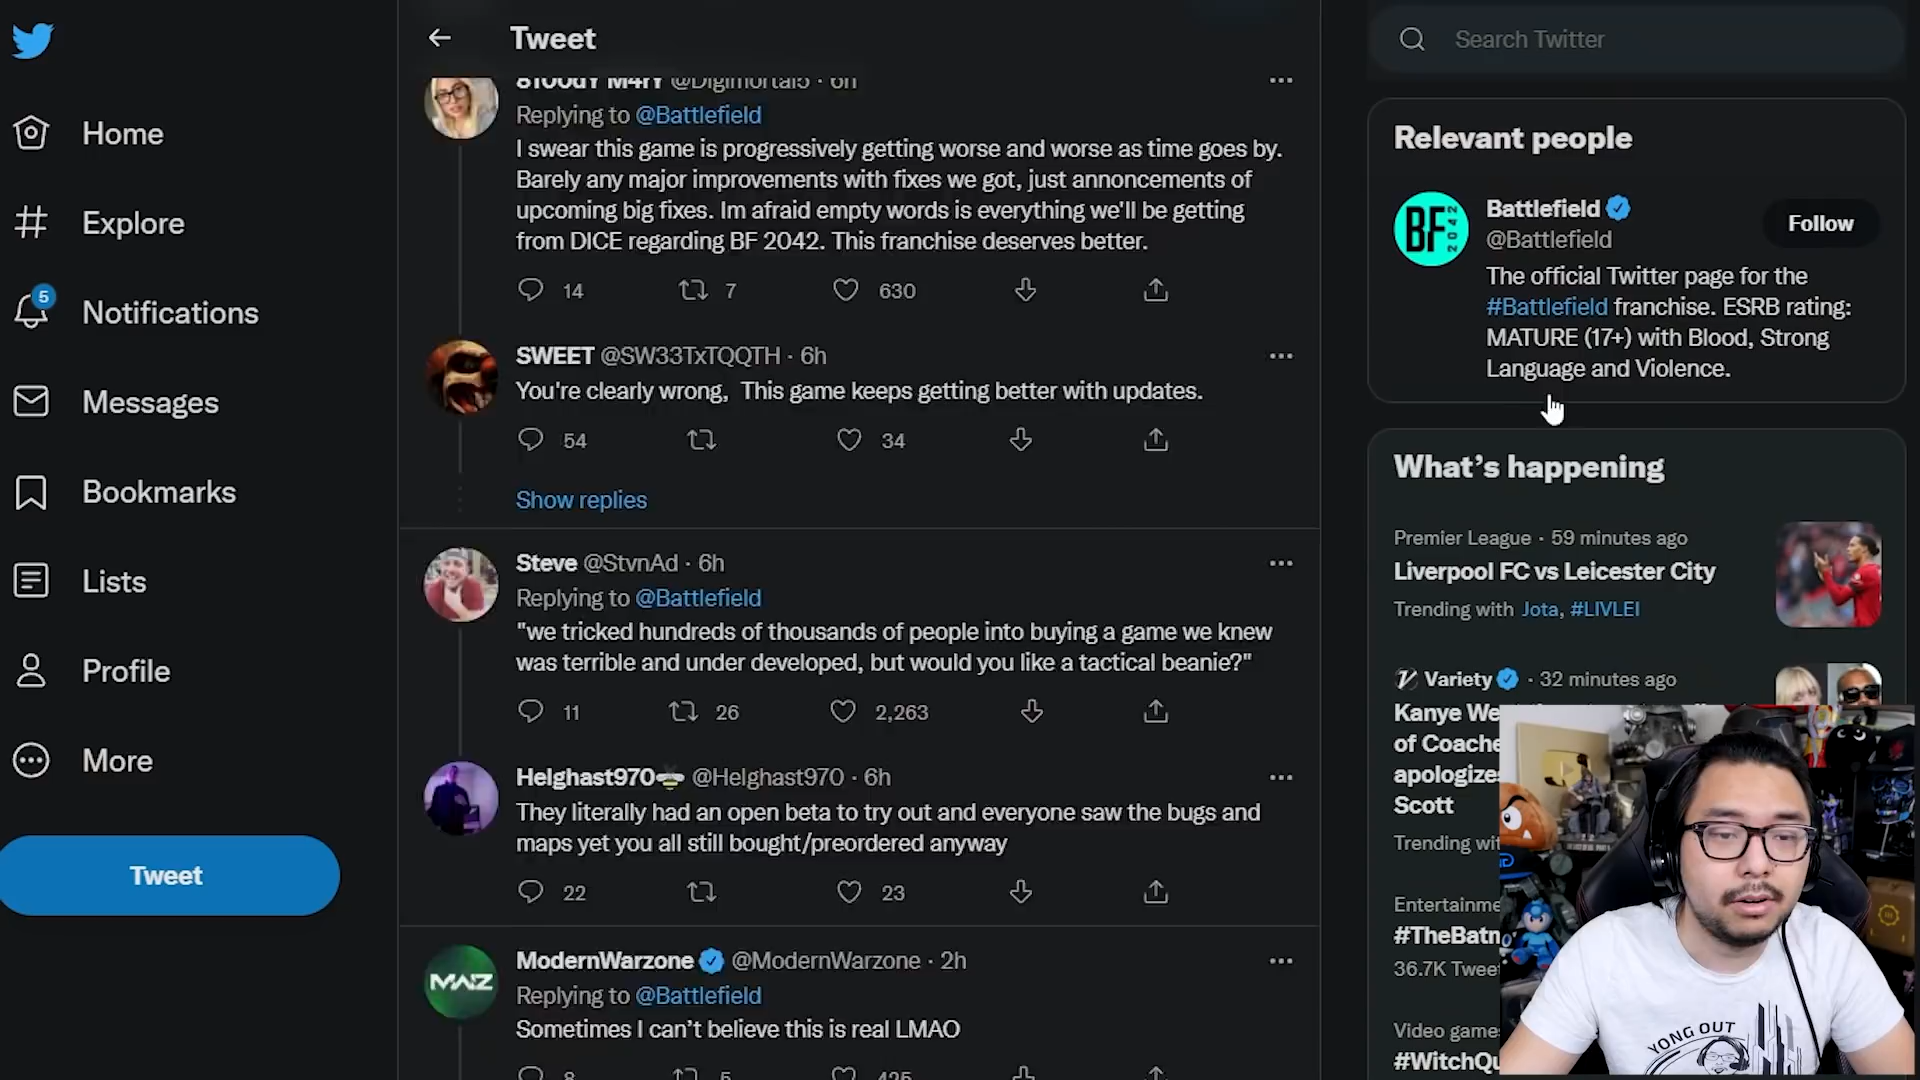 Tweet
Search Twitter
Home
Explore
5
Notifications
Messages
Bookmarks
Lists
Profile
More
Tweet
8lOOdY M4rY @Digimortal5 · 6h
Replying to @Battlefield
I swear this game is progressively getting worse and worse as time goes by.
Barely any major improvements with fixes we got, just annoncements of
upcoming big fixes. Im afraid empty words is everything we'll be getting
from DICE regarding BF 2042. This franchise deserves better.
14 7 630
SWEET @SW33TxTQQTH · 6h
You're clearly wrong, This game keeps getting better with updates.
54 34
Show replies
Steve @StvnAd · 6h
Replying to @Battlefield
"we tricked hundreds of thousands of people into buying a game we knew
was terrible and under developed, but would you like a tactical beanie?"
11 26 2,263
Helghast970 @Helghast970 · 6h
They literally had an open beta to try out and everyone saw the bugs and
maps yet you all still bought/preordered anyway
22 23
MWZ
ModernWarzone @ModernWarzone · 2h
Replying to @Battlefield
Sometimes I can't believe this is real LMAO
8 5 425
Relevant people
BF 2042
Battlefield
@Battlefield
Follow
The official Twitter page for the
#Battlefield franchise. ESRB rating:
MATURE (17+) with Blood, Strong
Language and Violence.
What's happening
Premier League · 59 minutes ago
Liverpool FC vs Leicester City
Trending with Jota, #LIVLEI
V Variety · 32 minutes ago
Kanye We
of Coache
apologize
Scott
Trending wit
Entertainme
#TheBatn
36.7K Twee
Video game
#WitchQu
YONG OUT